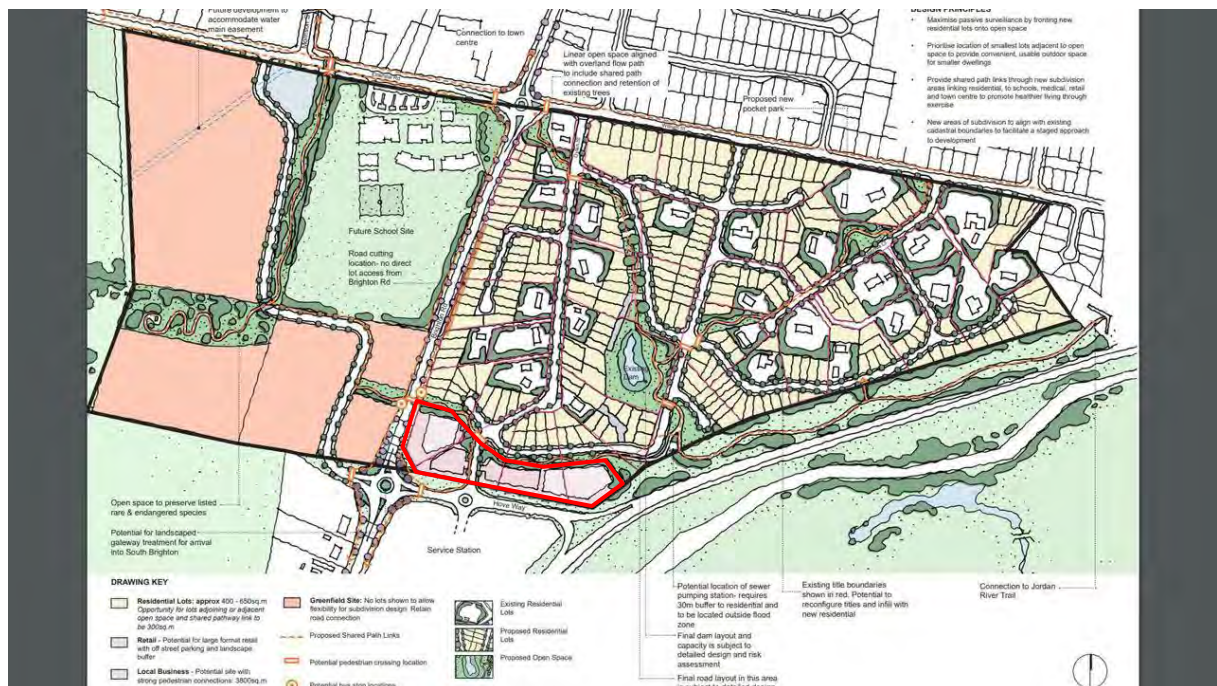 Future development to
accommodate water
main easement
Connection to town
centre
Linear open space aligned
with overland flow path
to include shared path
connection and retention of
existing trees
Proposed new
pocket park
DESIGN PRINCIPLES
• Maximise passive surveillance by fronting new
residential lots onto open space
• Prioritise location of smallest lots adjacent to open
space to provide convenient, usable outdoor space
for smaller dwellings
• Provide shared path links through new subdivision
areas linking residential, to schools, medical, retail
and town centre to promote healthier living through
exercise
• New areas of subdivision to align with existing
cadastral boundaries to facilitate a staged approach
to development
Future School Site
Road cutting
location- no direct
lot access from
Brighton Rd
Existing
Dam
Open space to preserve listed
rare & endangered species
Potential for landscaped
gateway treatment for arrival
into South Brighton
Hove Way
Service Station
DRAWING KEY
Residential Lots: approx 400 - 650sq.m
Opportunity for lots adjoining or adjacent
open space and shared pathway link to
be 300sq.m
Retail - Potential for large format retail
with off street parking and landscape
buffer
Local Business - Potential site with
strong pedestrian connections: 3800sq.m
Greenfield Site: No lots shown to allow
flexibility for subdivision design. Retain
road connection
Proposed Shared Path Links
Potential pedestrian crossing location
Potential bus stop locations
Existing Residential
Lots
Proposed Residential
Lots
Proposed Open Space
Potential location of sewer
pumping station- requires
30m buffer to residential and
to be located outside flood
zone
Final dam layout and
capacity is subject to
detailed design and risk
assessment
Final road layout in this area
is subject to detailed design
Existing title boundaries
shown in red. Potential to
reconfigure titles and infill with
new residential
Connection to Jordan
River Trail